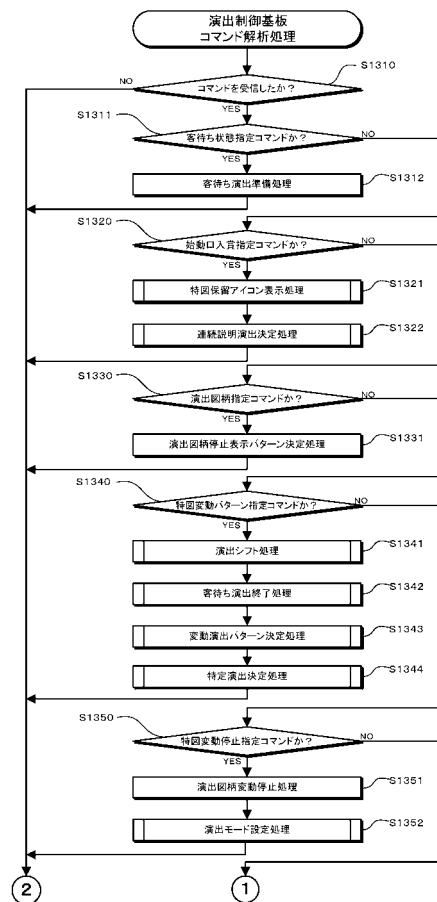 演出制御基板
コマンド解析処理
S1310
NO
コマンドを受信したか?
YES
S1311
客待ち状態指定コマンドか?
NO
YES
客待ち演出準備処理
S1312
S1320
始動口入賞指定コマンドか?
NO
YES
特図保留アイコン表示処理
S1321
連続説明演出決定処理
S1322
S1330
演出図柄指定コマンドか?
NO
YES
演出図柄停止表示パターン決定処理
S1331
S1340
特図変動パターン指定コマンドか?
NO
YES
演出シフト処理
S1341
客待ち演出終了処理
S1342
変動演出パターン決定処理
S1343
特定演出決定処理
S1344
S1350
特図変動停止指定コマンドか?
NO
YES
演出図柄変動停止処理
S1351
演出モード設定処理
S1352
2
1